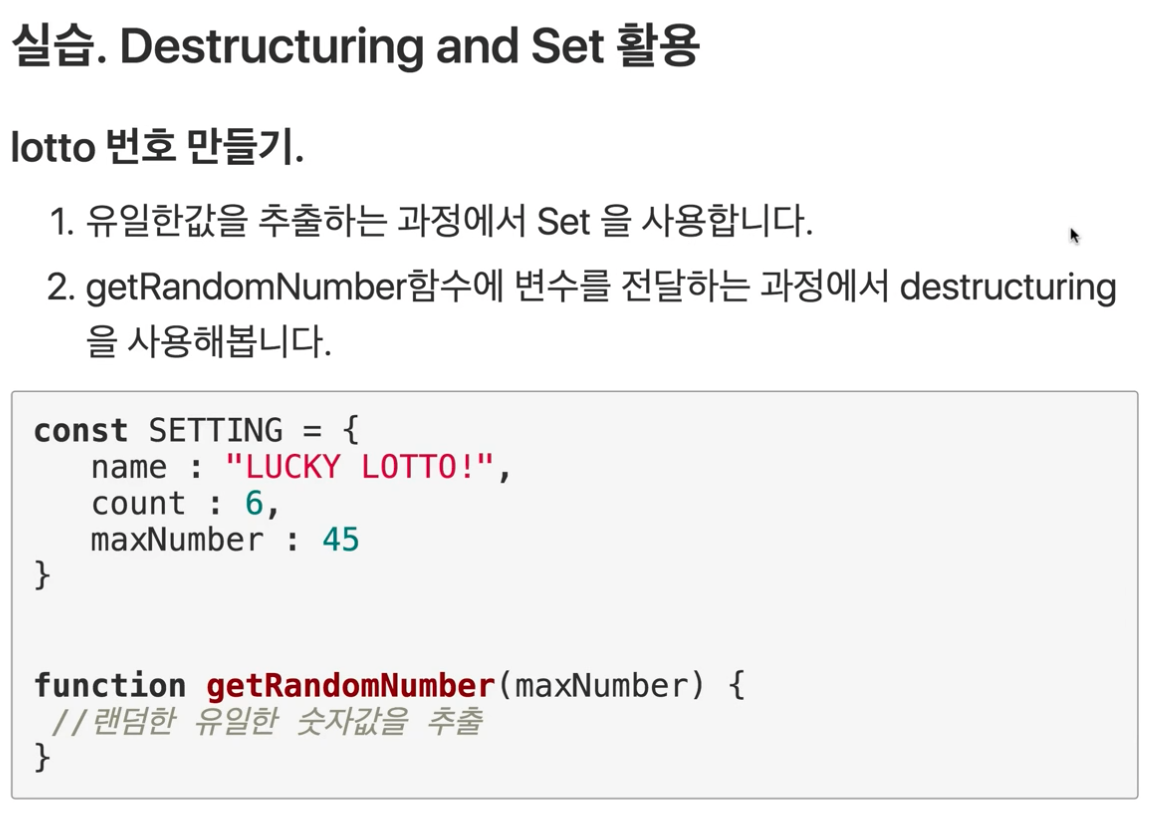 실습. Destructuring and Set 활용
lotto 번호 만들기.
1. 유일한값을 추출하는 과정에서 Set 을 사용합니다.
2. getRandomNumber함수에 변수를 전달하는 과정에서 destructuring
을 사용해봅니다.
const SETTING = {
name : "LUCKY LOTTO!",
count : 6,
maxNumber : 45
}
function getRandomNumber(maxNumber) {
//랜덤한 유일한 숫자값을 추출
}